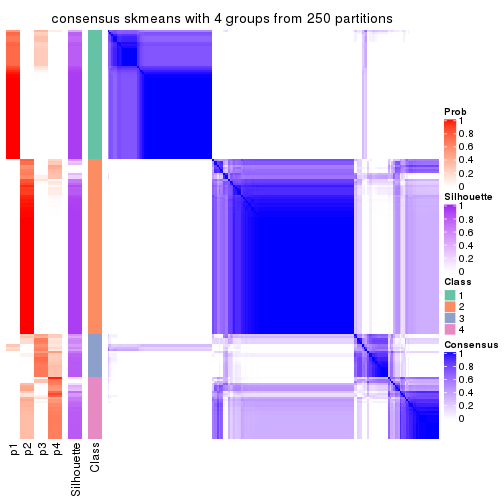 consensus skmeans with 4 groups from 250 partitions
Prob
1
0.8
0.6
0.4
0.2
0
Silhouette
1
0.8
0.6
0.4
0.2
0
Class
1
2
3
4
Consensus
1
0.8
0.6
0.4
0.2
0
p1
p2
p3
p4
Silhouette
Class